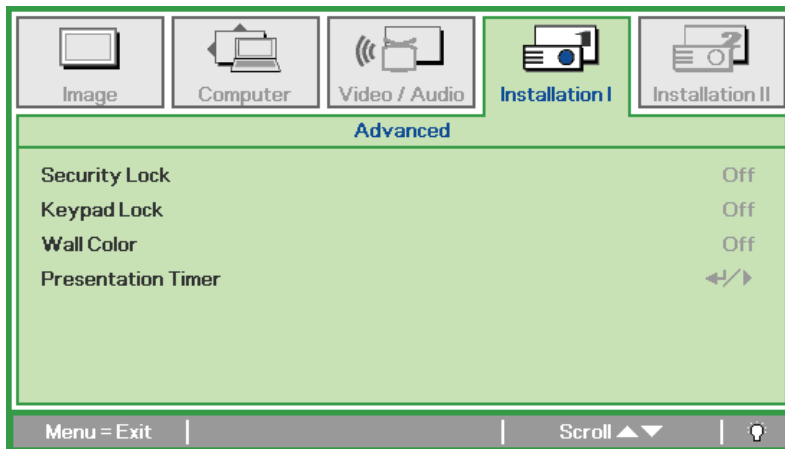 Image Computer Video / Audio Installation I Installation II
Advanced
Security Lock Off
Keypad Lock Off
Wall Color Off
Presentation Timer
Menu = Exit Scroll